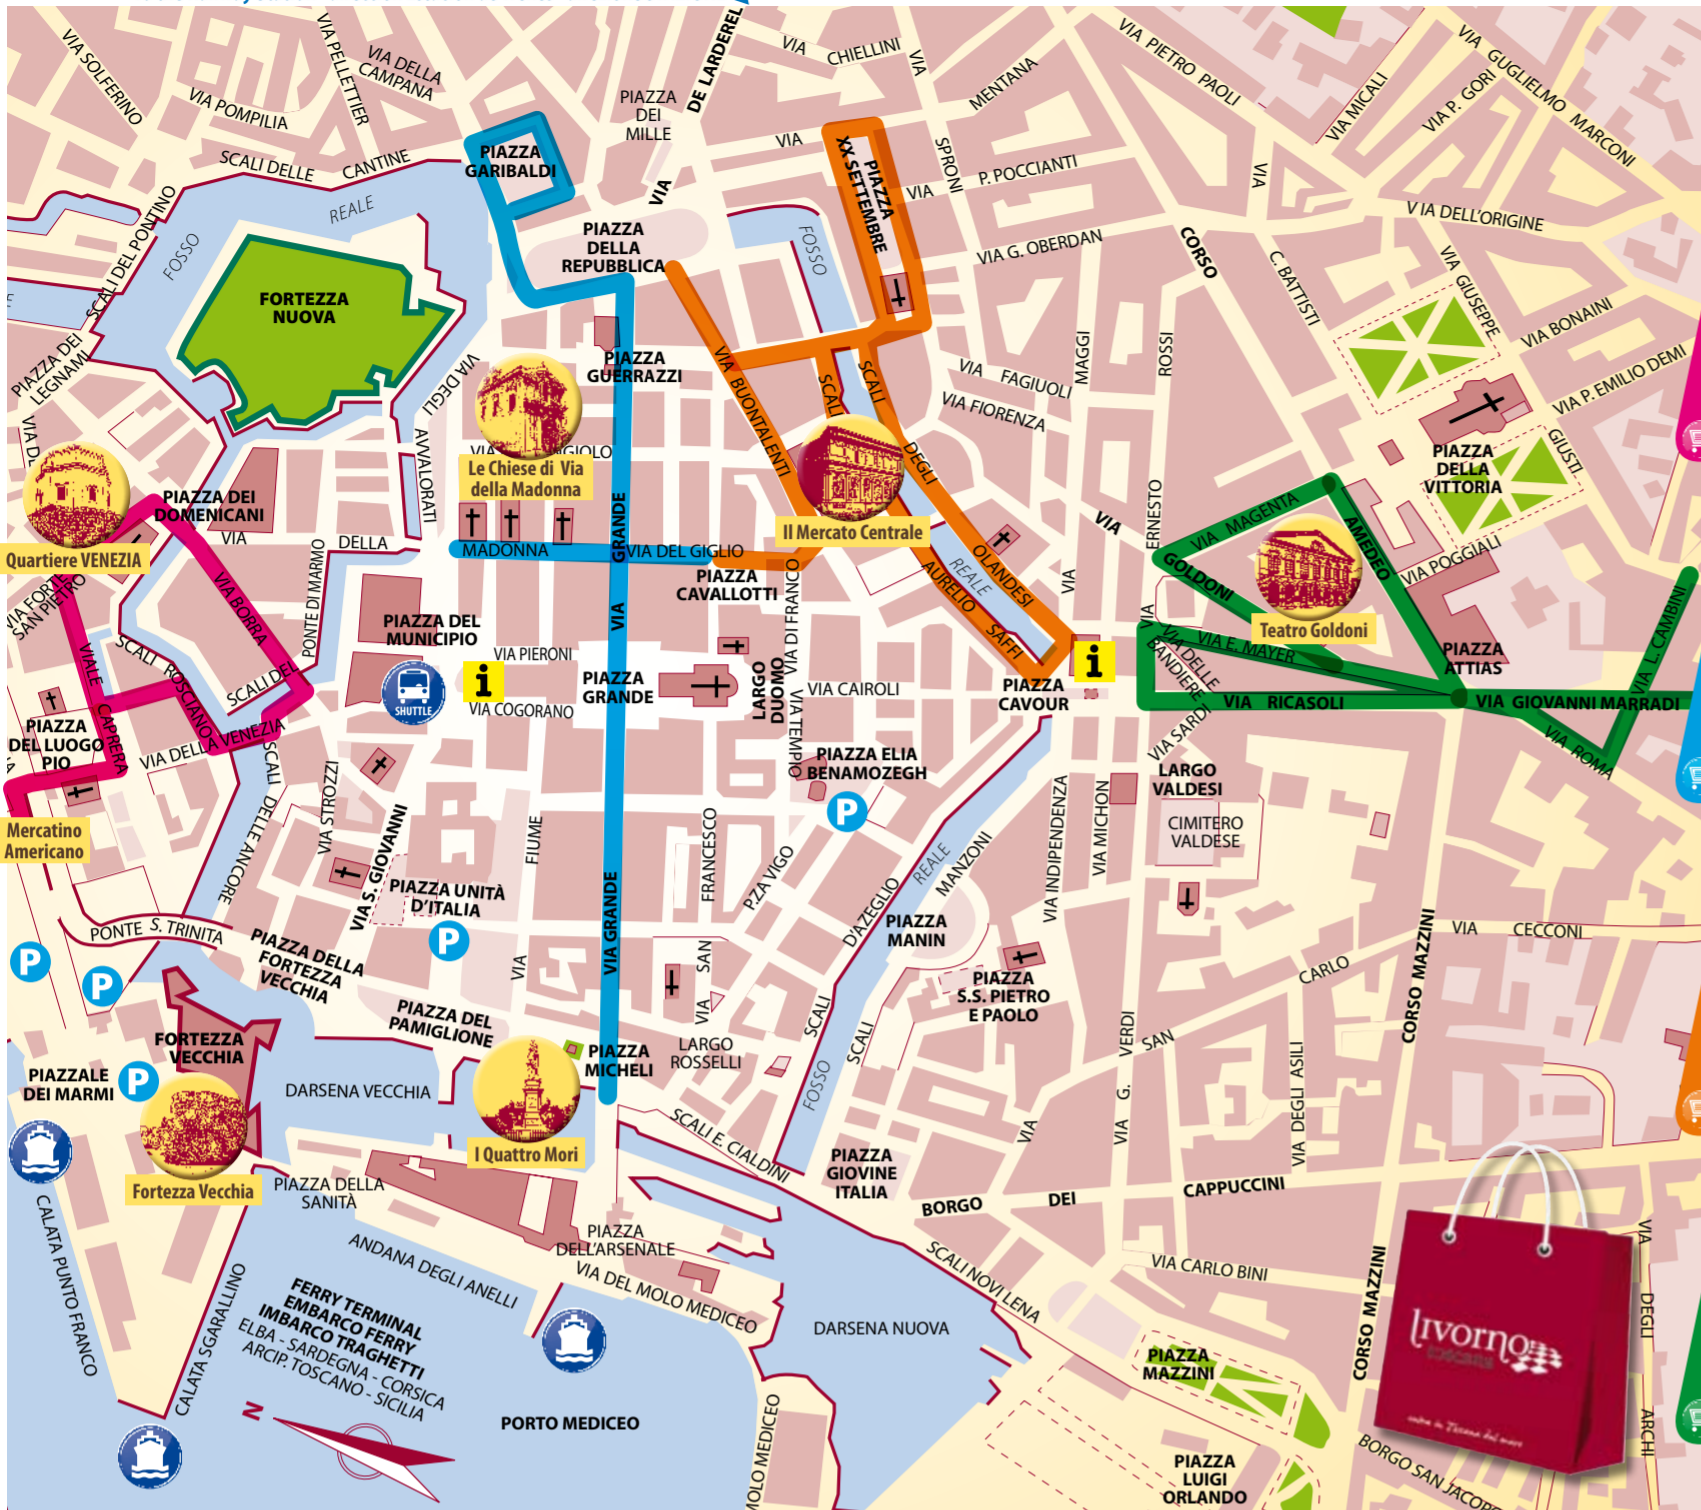 VIA SOLFERINO
VIA PELLETTIER
VIA DELLA
CAMPANA
VIA POMPILIA
SCALI DELLE
CANTINE
PIAZZA
DEI
MILLE
DE LARDEREL
VIA
VIA
CHIELLINI
VIA
MENTANA
VIA PIETRO PAOLI
VIA MICALI
VIA P. GORI
VIA GUGLIELMO MARCONI
PIAZZA
GARIBALDI
VIA
PIAZZA
XX SETTEMBRE
SPRONI
VIA
P. POCCIANTI
VIA
VIA DELL'ORIGINE
SCALI DEL PONTINO
FOSSO
REALE
PIAZZA
DELLA
REPUBBLICA
FOSSO
VIA G. OBERDAN
CORSO
C. BATTISTI
VIA GIUSEPPE
GIUSTI
VIA BONAINI
VIA P. EMILIO DEMI
FORTEZZA
NUOVA
PIAZZA DEI
LEGNAMI
VIA DEGLI
AVVALORATI
PIAZZA
GUERRAZZI
VIA BUONTALENTI
SCALI
SCALI
DEGLI
OLANDESI
VIA
FAGIUOLI
VIA FIORENZA
MAGGI
ROSSI
Le Chiese di Via
della Madonna
Il Mercato Centrale
PIAZZA
DELLA
VITTORIA
Quartiere VENEZIA
PIAZZA DEI
DOMENICANI
VIA
DELLA
MADONNA
VIA
GRANDE
VIA DEL GIGLIO
PIAZZA
CAVALLOTTI
VIA DI FRANCO
AURELIO
SAFFI
REALE
VIA
VIA
ERNESTO
VIA
VIA MAGENTA
GOLDONI
AMEDEO
VIA POGGIALI
Teatro Goldoni
VIA FORTE
SAN PIETRO
VIA BORRA
PONTE DI MARMO
PIAZZA DEL
MUNICIPIO
VIA PIERONI
VIA COGORANO
SHUTTLE
i
PIAZZA
GRANDE
LARGO
DUOMO
VIA CAIROLI
VIA TEMPIO
PIAZZA
CAVOUR
i
VIA DELLE
BANDIERE
VIA E. MAYER
VIA RICASOLI
PIAZZA
ATTIAS
VIA GIOVANNI MARRADI
VIA L. CAMBINI
VIA ROMA
VIA SARDI
VIALE
CAPRERA
SCALI
ROSCIANO
SCALI DEL
PIAZZA
DEL LUOGO
PIO
VIA DELLA VENEZIA
SCALI DELLE ANCORE
VIA STROZZI
VIA S. GIOVANNI
PIAZZA ELIA
BENAMOZEGH
P
LARGO
VALDESI
CIMITERO
VALDESE
Mercatino
Americano
VIA
FIUME
PIAZZA UNITÀ
D'ITALIA
P
VIA GRANDE
VIA SAN
FRANCESCO
P.ZA VIGO
SCALI
D'AZEGLIO
REALE
MANZONI
VIA INDIPENDENZA
VIA MICHON
PIAZZA
MANIN
PONTE S. TRINITA
P
P
PIAZZA DELLA
FORTEZZA
VECCHIA
PIAZZA DEL
PAMIGLIONE
PIAZZA
S.S. PIETRO
E PAOLO
CORSO MAZZINI
VIA
CECCONI
CARLO
SAN
VIA
FORTEZZA
VECCHIA
PIAZZALE
DEI MARMI
P
DARSENA VECCHIA
PIAZZA
MICHELI
LARGO
ROSSELLI
FOSSO
SCALI
VIA G. VERDI
VIA DEGLI ASILI
Fortezza Vecchia
I Quattro Mori
SCALI E. CIALDINI
PIAZZA
GIOVINE
ITALIA
BORGO
DEI
CAPPUCCINI
PIAZZA DELLA
SANITÀ
PIAZZA
DELL'ARSENALE
ANDANA DEGLI ANELLI
VIA DEL MOLO MEDICEO
SCALI NOVI LENA
VIA CARLO BINI
CORSO MAZZINI
CALATA PUNTO FRANCO
CALATA SGARALLINO
FERRY TERMINAL
EMBARCO FERRY
IMBARCO TRAGHETTI
ELBA - SARDEGNA - CORSICA
ARCIP. TOSCANO - SICILIA
N
PORTO MEDICEO
DARSENA NUOVA
MOLO MEDICEO
PIAZZA
MAZZINI
PIAZZA
LUIGI
ORLANDO
BORGO SAN JACOPO
VIA
DEGLI
ARCHI
livorno